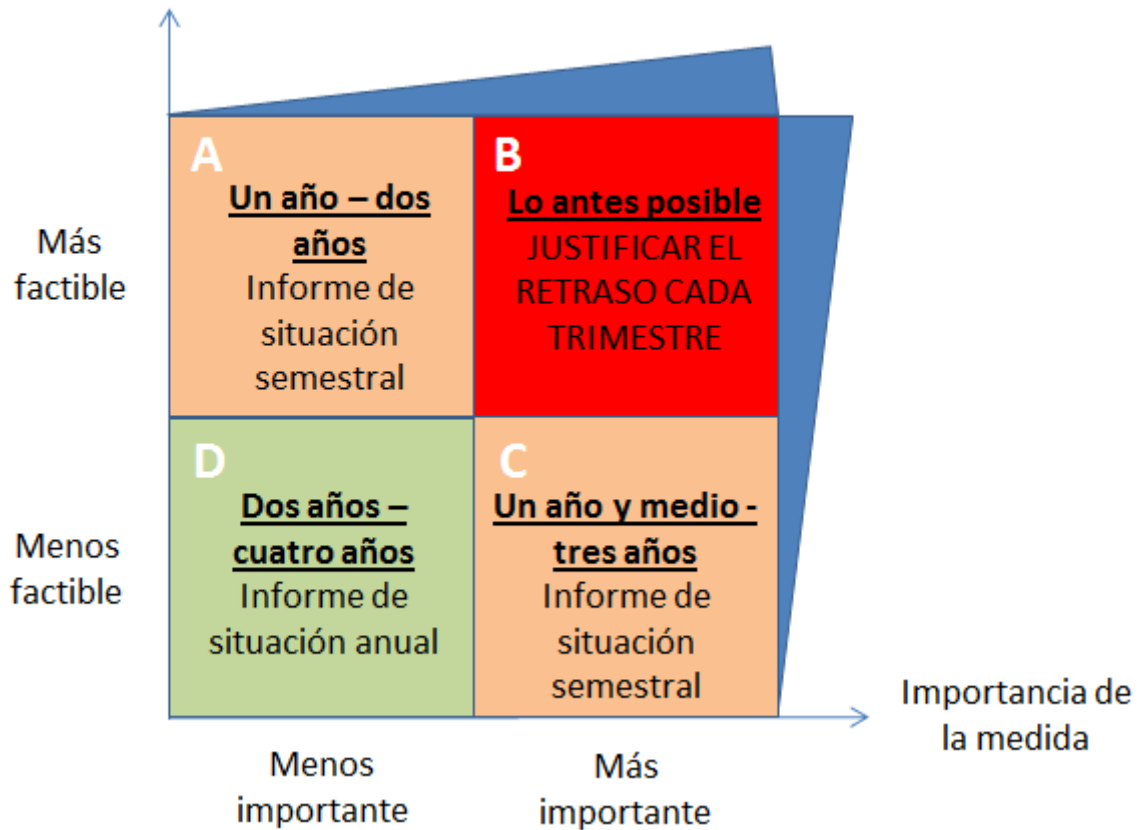 A
Un año – dos
años
Informe de
situación
semestral
B
Lo antes posible
JUSTIFICAR EL
RETRASO CADA
TRIMESTRE
Más
factible
D
Dos años –
cuatro años
Informe de
situación anual
C
Un año y medio -
tres años
Informe de
situación
semestral
Menos
factible
Importancia de
la medida
Menos
importante
Más
importante